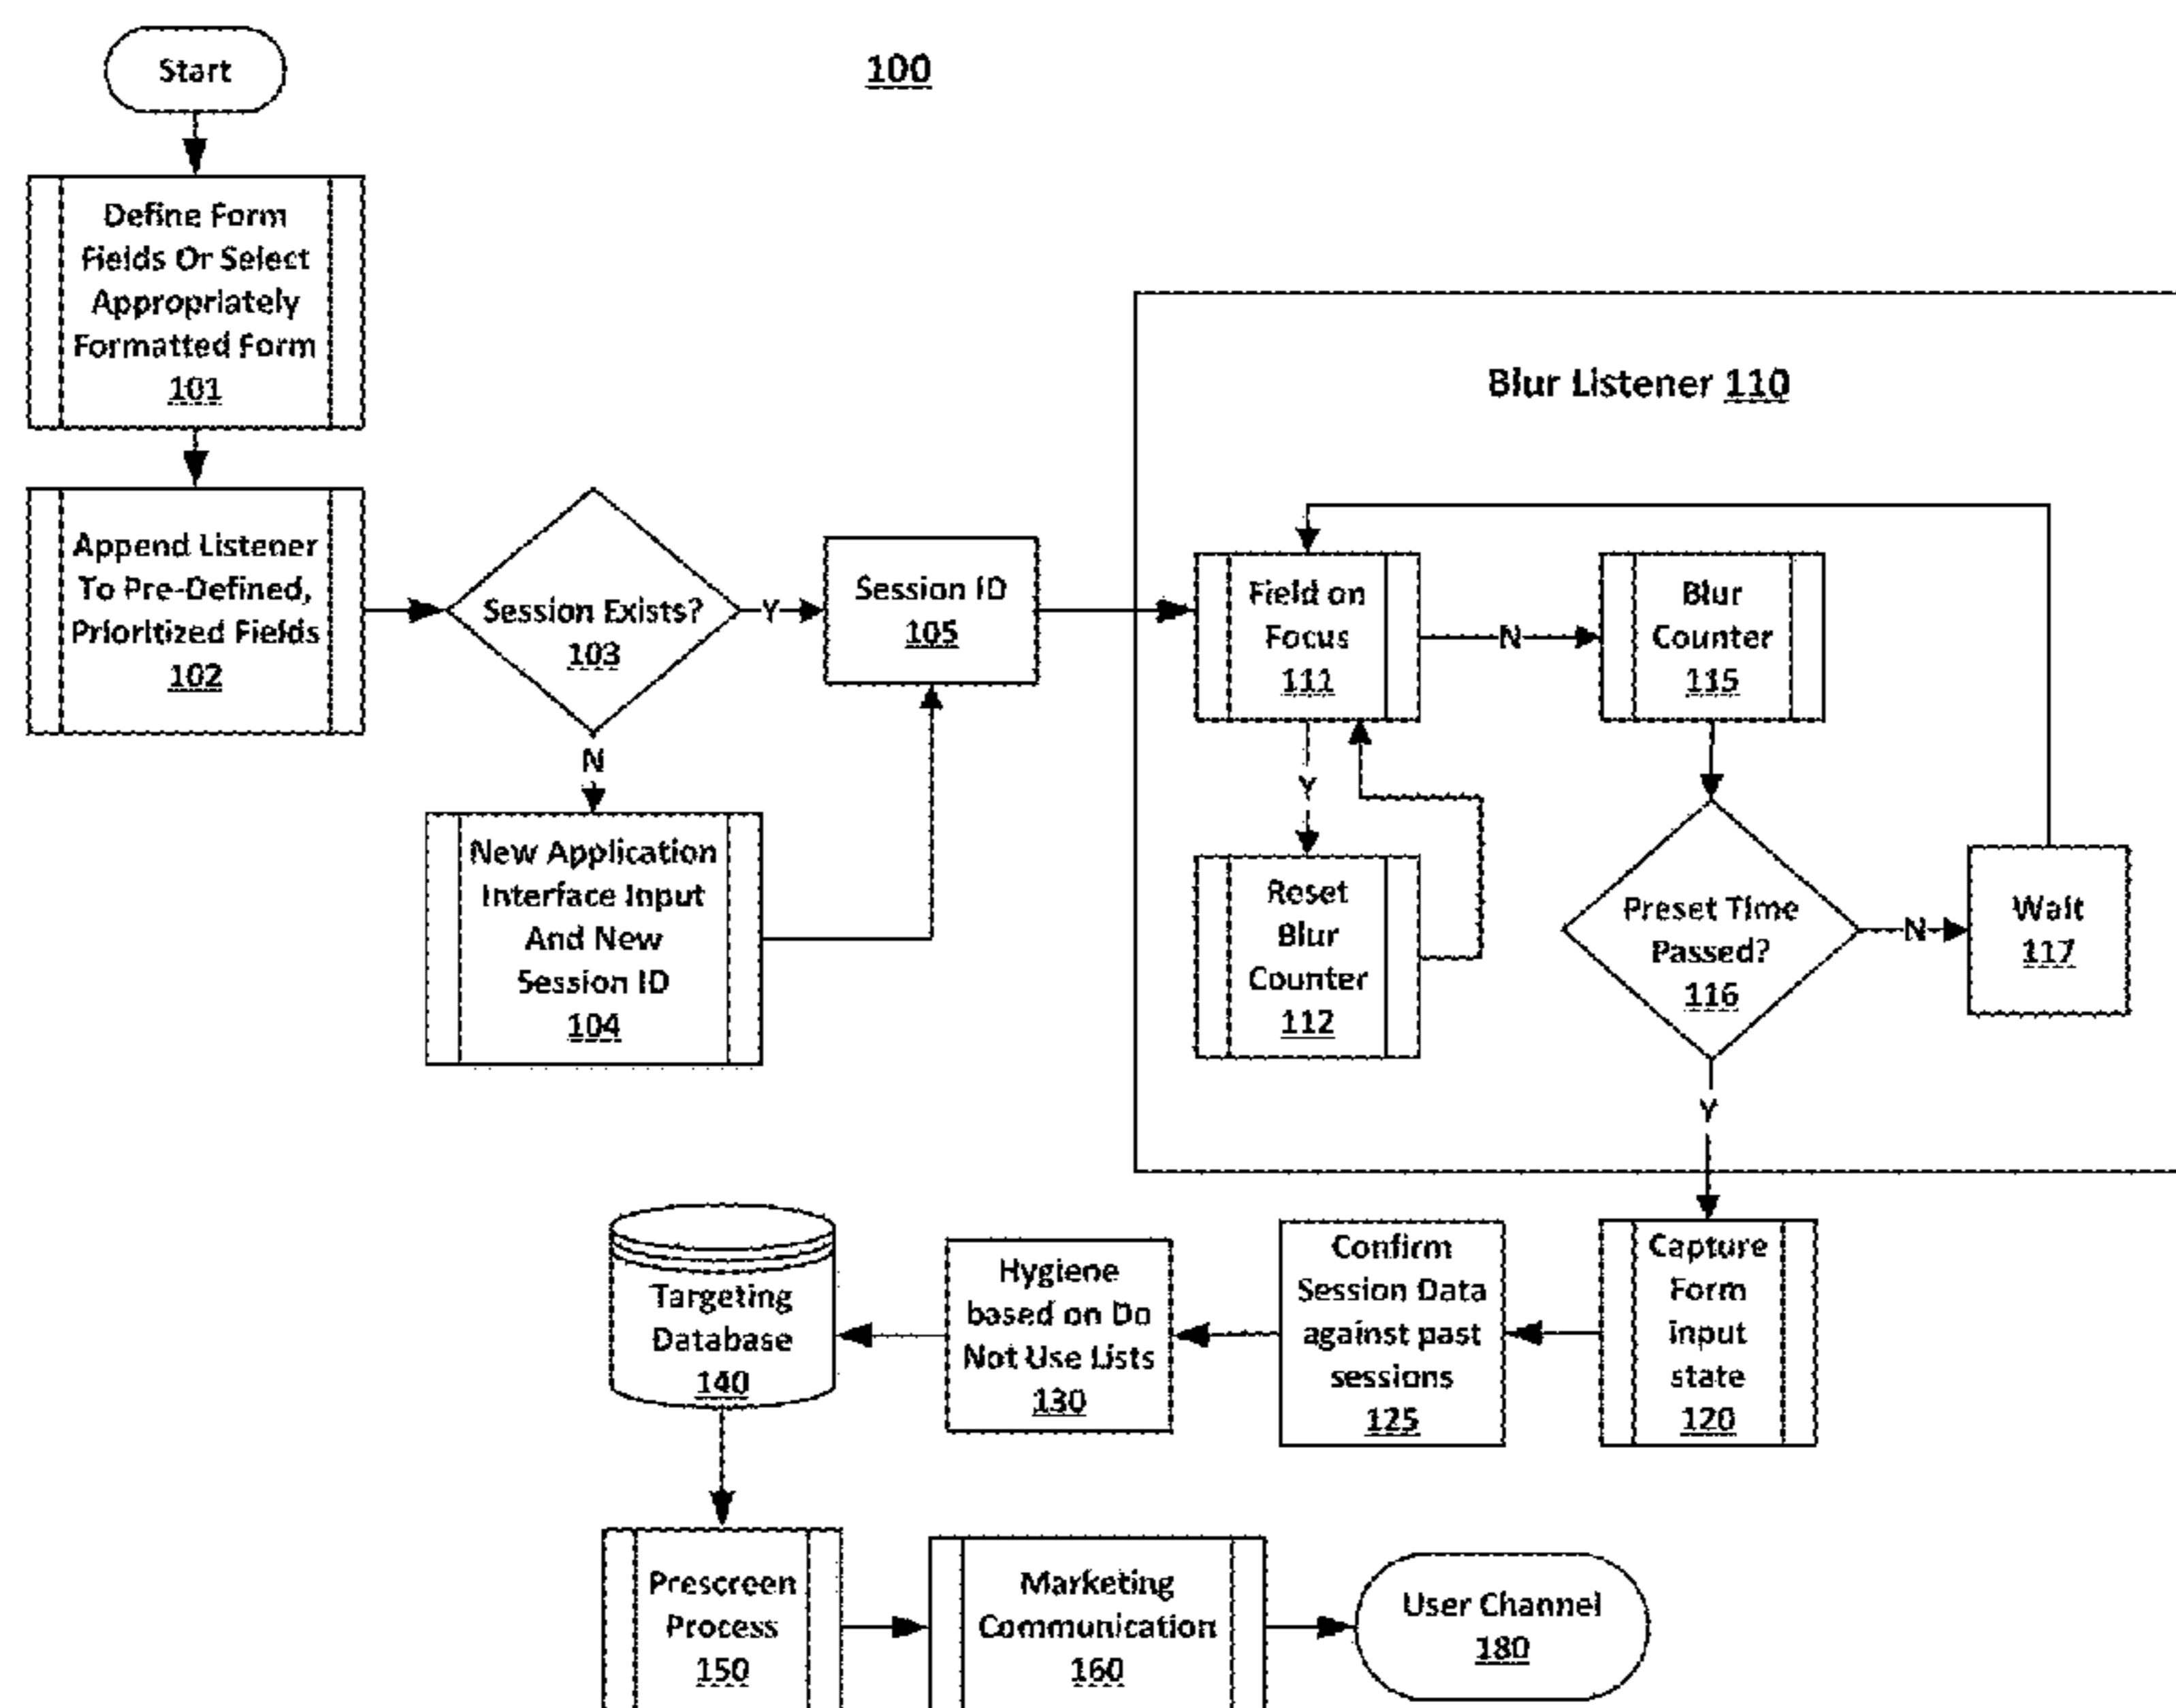 Start
100
Define Form
Fields Or Select
Appropriately
Formatted Form
101
Append Listener
To Pre-Defined,
Prioritized Fields
102
Session Exists?
103
Y
N
New Application
Interface Input
And New
Session ID
104
Session ID
105
Blur Listener 110
Field on
Focus
111
N
Y
Reset
Blur
Counter
112
Blur
Counter
115
Preset Time
Passed?
116
N
Wait
117
Y
Capture
Form
input
state
120
Confirm
Session Data
against past
sessions
125
Hygiene
based on Do
Not Use Lists
130
Targeting
Database
140
Prescreen
Process
150
Marketing
Communication
160
User Channel
180